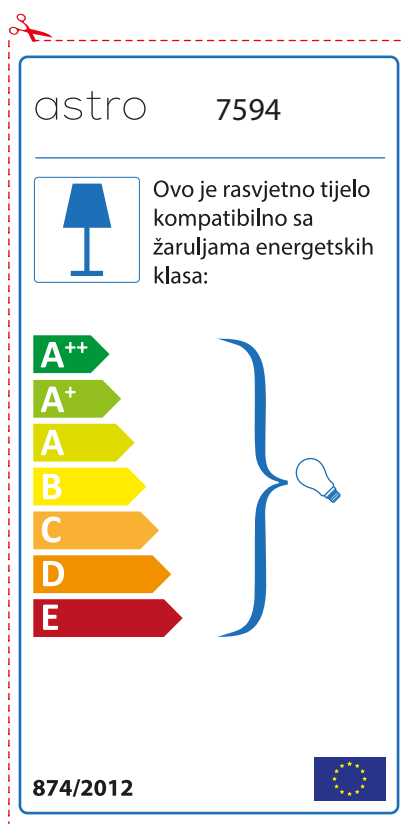 astro 7594
Ovo je rasvjetno tijelo
kompatibilno sa
žaruljama energetskih
klasa:
A++
A+
A
B
C
D
E
874/2012